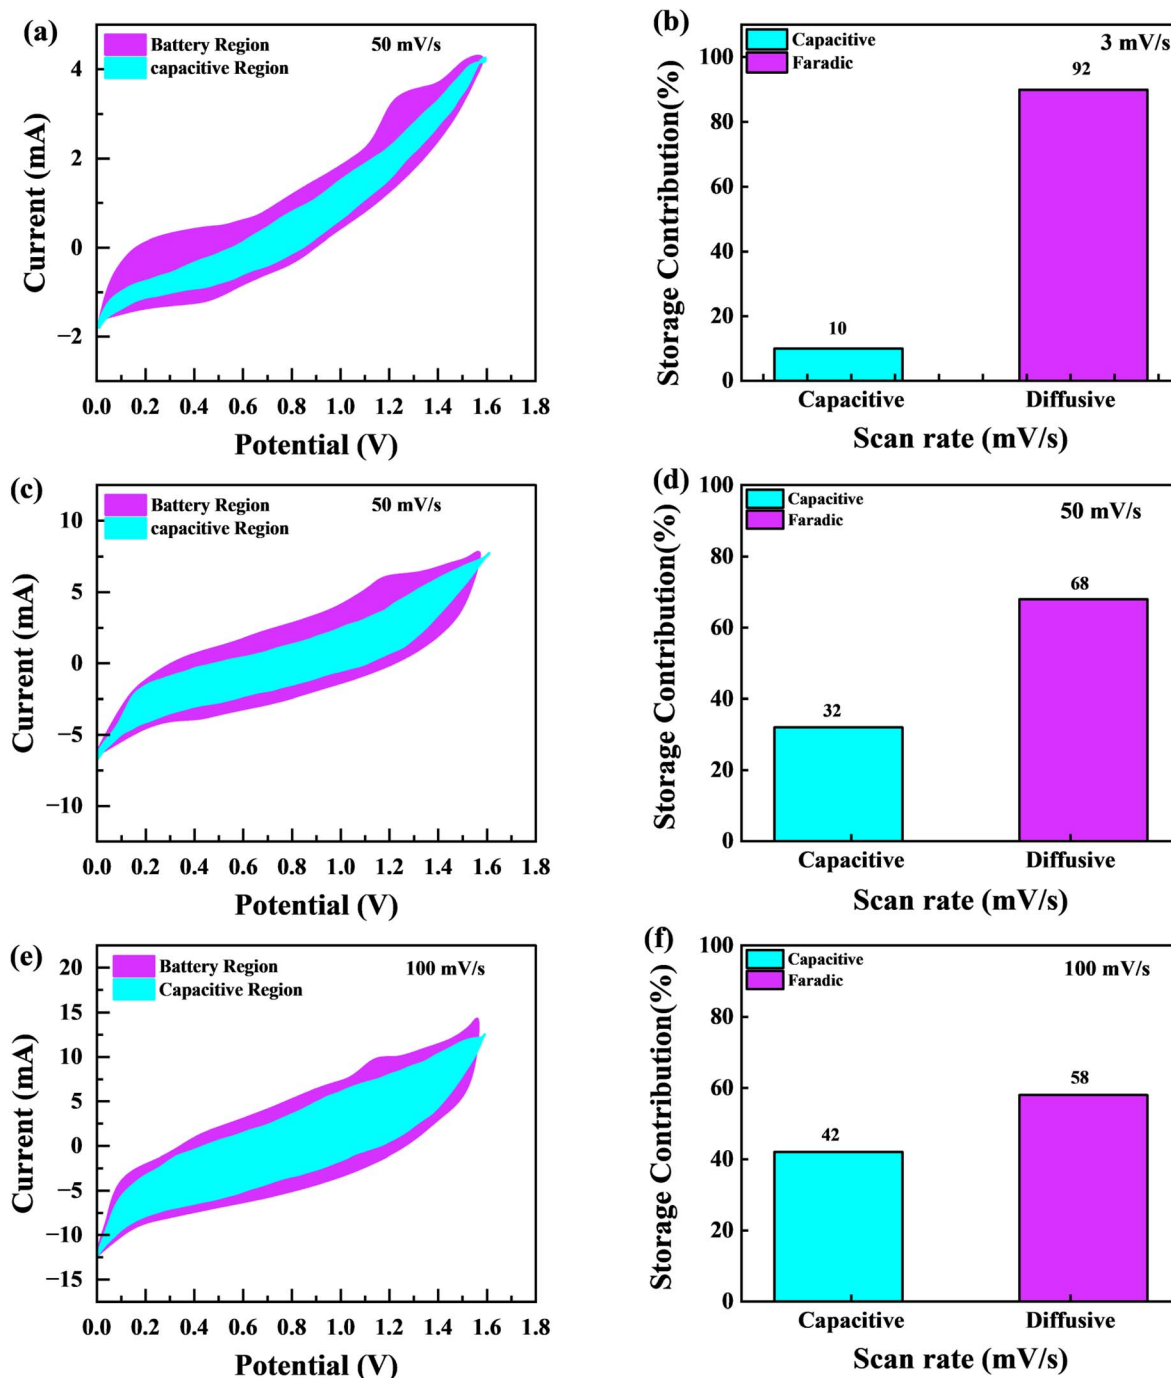 (a)
Battery Region
capacitive Region
50 mV/s
4
2
0
−2
Current (mA)
0.0 0.2 0.4 0.6 0.8 1.0 1.2 1.4 1.6 1.8
Potential (V)
(b)
Capacitive
Faradic
3 mV/s
100
80
60
40
20
0
Storage Contribution(%)
10
92
Capacitive Diffusive
Scan rate (mV/s)
(c)
Battery Region
capacitive Region
50 mV/s
10
5
0
−5
−10
Current (mA)
0.0 0.2 0.4 0.6 0.8 1.0 1.2 1.4 1.6 1.8
Potential (V)
(d)
Capacitive
Faradic
50 mV/s
100
80
60
40
20
0
Storage Contribution(%)
32
68
Capacitive Diffusive
Scan rate (mV/s)
(e)
Battery Region
Capacitive Region
100 mV/s
20
15
10
5
0
−5
−10
−15
Current (mA)
0.0 0.2 0.4 0.6 0.8 1.0 1.2 1.4 1.6 1.8
Potential (V)
(f)
Capacitive
Faradic
100 mV/s
100
80
60
40
20
0
Storage Contribution(%)
42
58
Capacitive Diffusive
Scan rate (mV/s)